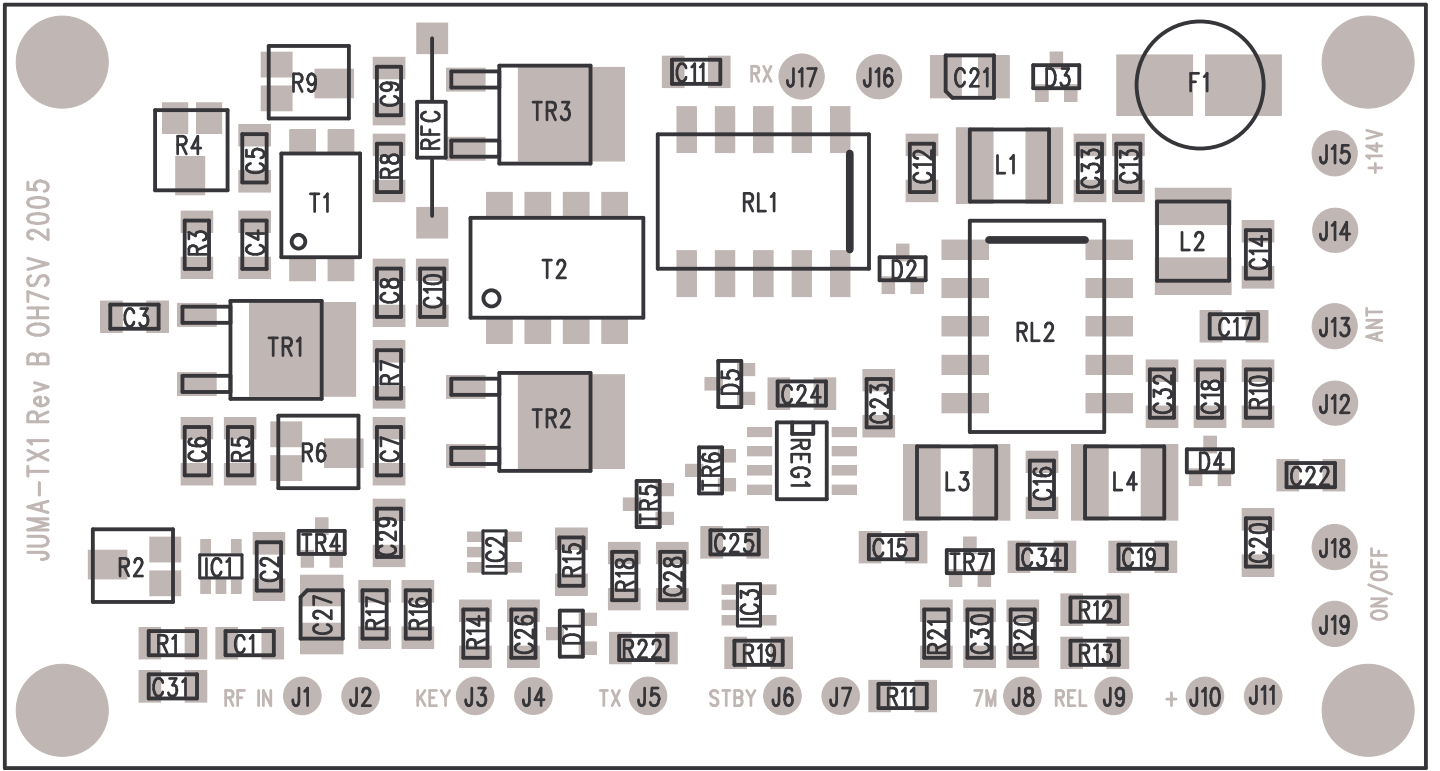 C11
RX
J17
J16
C21
D3
F1
R9
C9
RFC
TR3
R4
C5
R8
T1
RL1
C12
L1
C33
C13
J15
+14V
R3
C4
T2
D2
L2
C14
J14
JUMA-TX1 Rev B OH7SV 2005
C8
C10
C3
TR1
RL2
C17
J13
ANT
R7
D5
C24
C23
C32
C18
R10
J12
TR2
C6
R5
R6
C7
TR6
REG1
D4
C22
L3
C16
L4
TR5
C29
TR4
IC2
R15
C25
C15
C20
J18
ON/OFF
R2
IC1
C2
R18
C28
TR7
C34
C19
C27
R17
R16
R14
C26
D1
IC3
R12
J19
R21
C30
R20
R1
C1
R22
R19
R13
C31
RF IN
J1
J2
KEY
J3
J4
TX
J5
STBY
J6
J7
R11
7M
J8
REL
J9
+
J10
J11